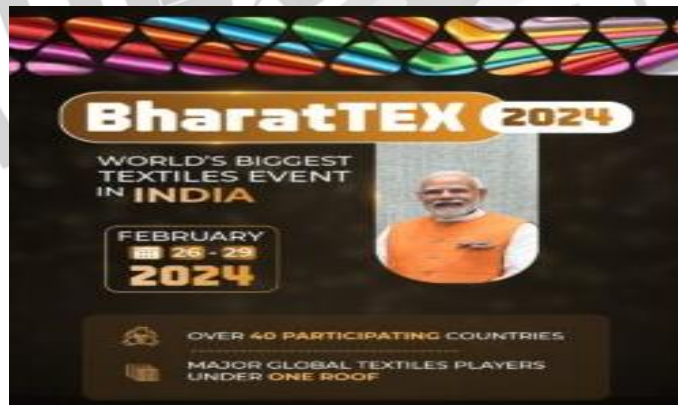 BharatTEX 2024
WORLD'S BIGGEST
TEXTILES EVENT
IN INDIA
FEBRUARY
26 - 29
2024
OVER 40 PARTICIPATING COUNTRIES
MAJOR GLOBAL TEXTILES PLAYERS
UNDER ONE ROOF